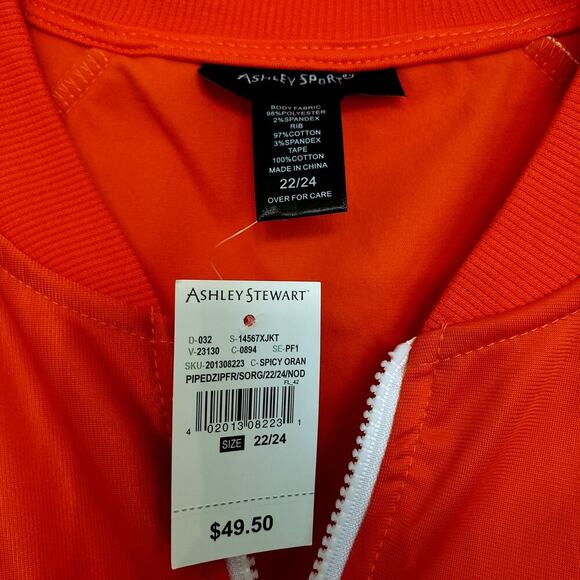 ASHLEY SPORT
BODY FABRIC
98%POLYESTER
2%SPANDEX
RIB
97%COTTON
3%SPANDEX
TAPE
100%COTTON
MADE IN CHINA
22/24
OVER FOR CARE
ASHLEY STEWART™
D-032 S-14567XJKT
V-23130 C-0894 SE-PF1
SKU-201308223 C-SPICY ORAN
PIPEDZIPFR/SORG/22/24/NOD
FL_42
4 02013 08223 1
SIZE 22/24
$49.50